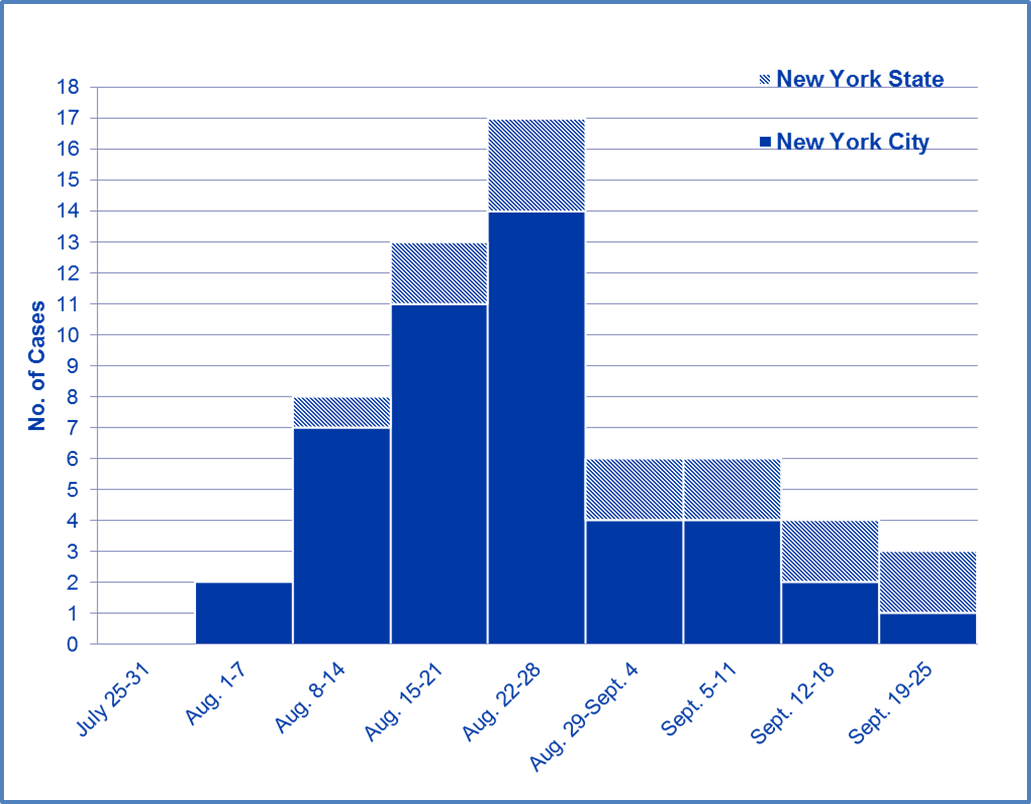 New York State
New York City
No. of Cases
18
17
16
15
14
13
12
11
10
9
8
7
6
5
4
3
2
1
0
July 25-31
Aug. 1-7
Aug. 8-14
Aug. 15-21
Aug. 22-28
Aug. 29-Sept. 4
Sept. 5-11
Sept. 12-18
Sept. 19-25